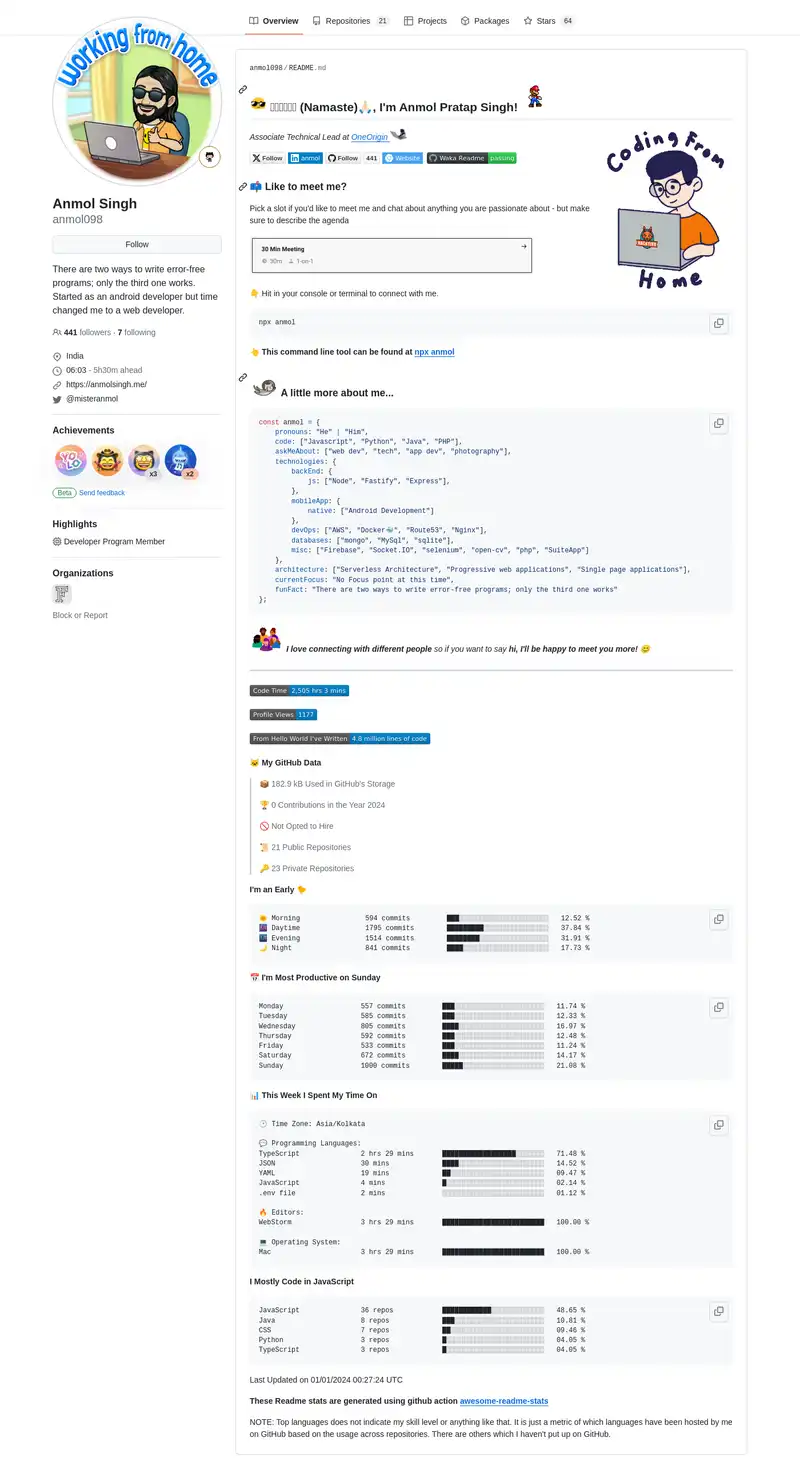 Overview Repositories 21 Projects Packages Stars 64
working from home
Anmol Singh
anmol098
Follow
There are two ways to write error-free
programs; only the third one works.
Started as an android developer but time
changed me to a web developer.
441 followers · 7 following
India
06:03 - 5h30m ahead
https://anmolsingh.me/
@misteranmol
Achievements
YOLO
x3
x2
Beta Send feedback
Highlights
Developer Program Member
Organizations
Block or Report
anmol098/README.md
(Namaste)🙏🏻, I'm Anmol Pratap Singh!
Associate Technical Lead at OneOrigin
Follow anmol Follow 441 Website Waka Readme passing
Coding From
Home
📫 Like to meet me?
Pick a slot if you'd like to meet me and chat about anything you are passionate about - but make
sure to describe the agenda
30 Min Meeting →
30m 1-on-1
👇 Hit in your console or terminal to connect with me.
npx anmol
👆 This command line tool can be found at npx anmol
A little more about me...
const anmol = {
pronouns: "He" | "Him",
code: ["Javascript", "Python", "Java", "PHP"],
askMeAbout: ["web dev", "tech", "app dev", "photography"],
technologies: {
backEnd: {
js: ["Node", "Fastify", "Express"],
},
mobileApp: {
native: ["Android Development"]
},
devOps: ["AWS", "Docker🐳", "Route53", "Nginx"],
databases: ["mongo", "MySql", "sqlite"],
misc: ["Firebase", "Socket.IO", "selenium", "open-cv", "php", "SuiteApp"]
},
architecture: ["Serverless Architecture", "Progressive web applications", "Single page applications"],
currentFocus: "No Focus point at this time",
funFact: "There are two ways to write error-free programs; only the third one works"
};
I love connecting with different people so if you want to say hi, I'll be happy to meet you more! 😊
Code Time 2,505 hrs 3 mins
Profile Views 1177
From Hello World I've Written 4.8 million lines of code
🐱 My GitHub Data
📦 182.9 kB Used in GitHub's Storage
🏆 0 Contributions in the Year 2024
🚫 Not Opted to Hire
📜 21 Public Repositories
🔑 23 Private Repositories
I'm an Early 🐤
🌞 Morning 594 commits 12.52 %
🌆 Daytime 1795 commits 37.84 %
🌃 Evening 1514 commits 31.91 %
🌙 Night 841 commits 17.73 %
📅 I'm Most Productive on Sunday
Monday 557 commits 11.74 %
Tuesday 585 commits 12.33 %
Wednesday 805 commits 16.97 %
Thursday 592 commits 12.48 %
Friday 533 commits 11.24 %
Saturday 672 commits 14.17 %
Sunday 1000 commits 21.08 %
📊 This Week I Spent My Time On
🕑︎ Time Zone: Asia/Kolkata
💬 Programming Languages:
TypeScript 2 hrs 29 mins 71.48 %
JSON 30 mins 14.52 %
YAML 19 mins 09.47 %
JavaScript 4 mins 02.14 %
.env file 2 mins 01.12 %
🔥 Editors:
WebStorm 3 hrs 29 mins 100.00 %
💻 Operating System:
Mac 3 hrs 29 mins 100.00 %
I Mostly Code in JavaScript
JavaScript 36 repos 48.65 %
Java 8 repos 10.81 %
CSS 7 repos 09.46 %
Python 3 repos 04.05 %
TypeScript 3 repos 04.05 %
Last Updated on 01/01/2024 00:27:24 UTC
These Readme stats are generated using github action awesome-readme-stats
NOTE: Top languages does not indicate my skill level or anything like that. It is just a metric of which languages have been hosted by me
on GitHub based on the usage across repositories. There are others which I haven't put up on GitHub.